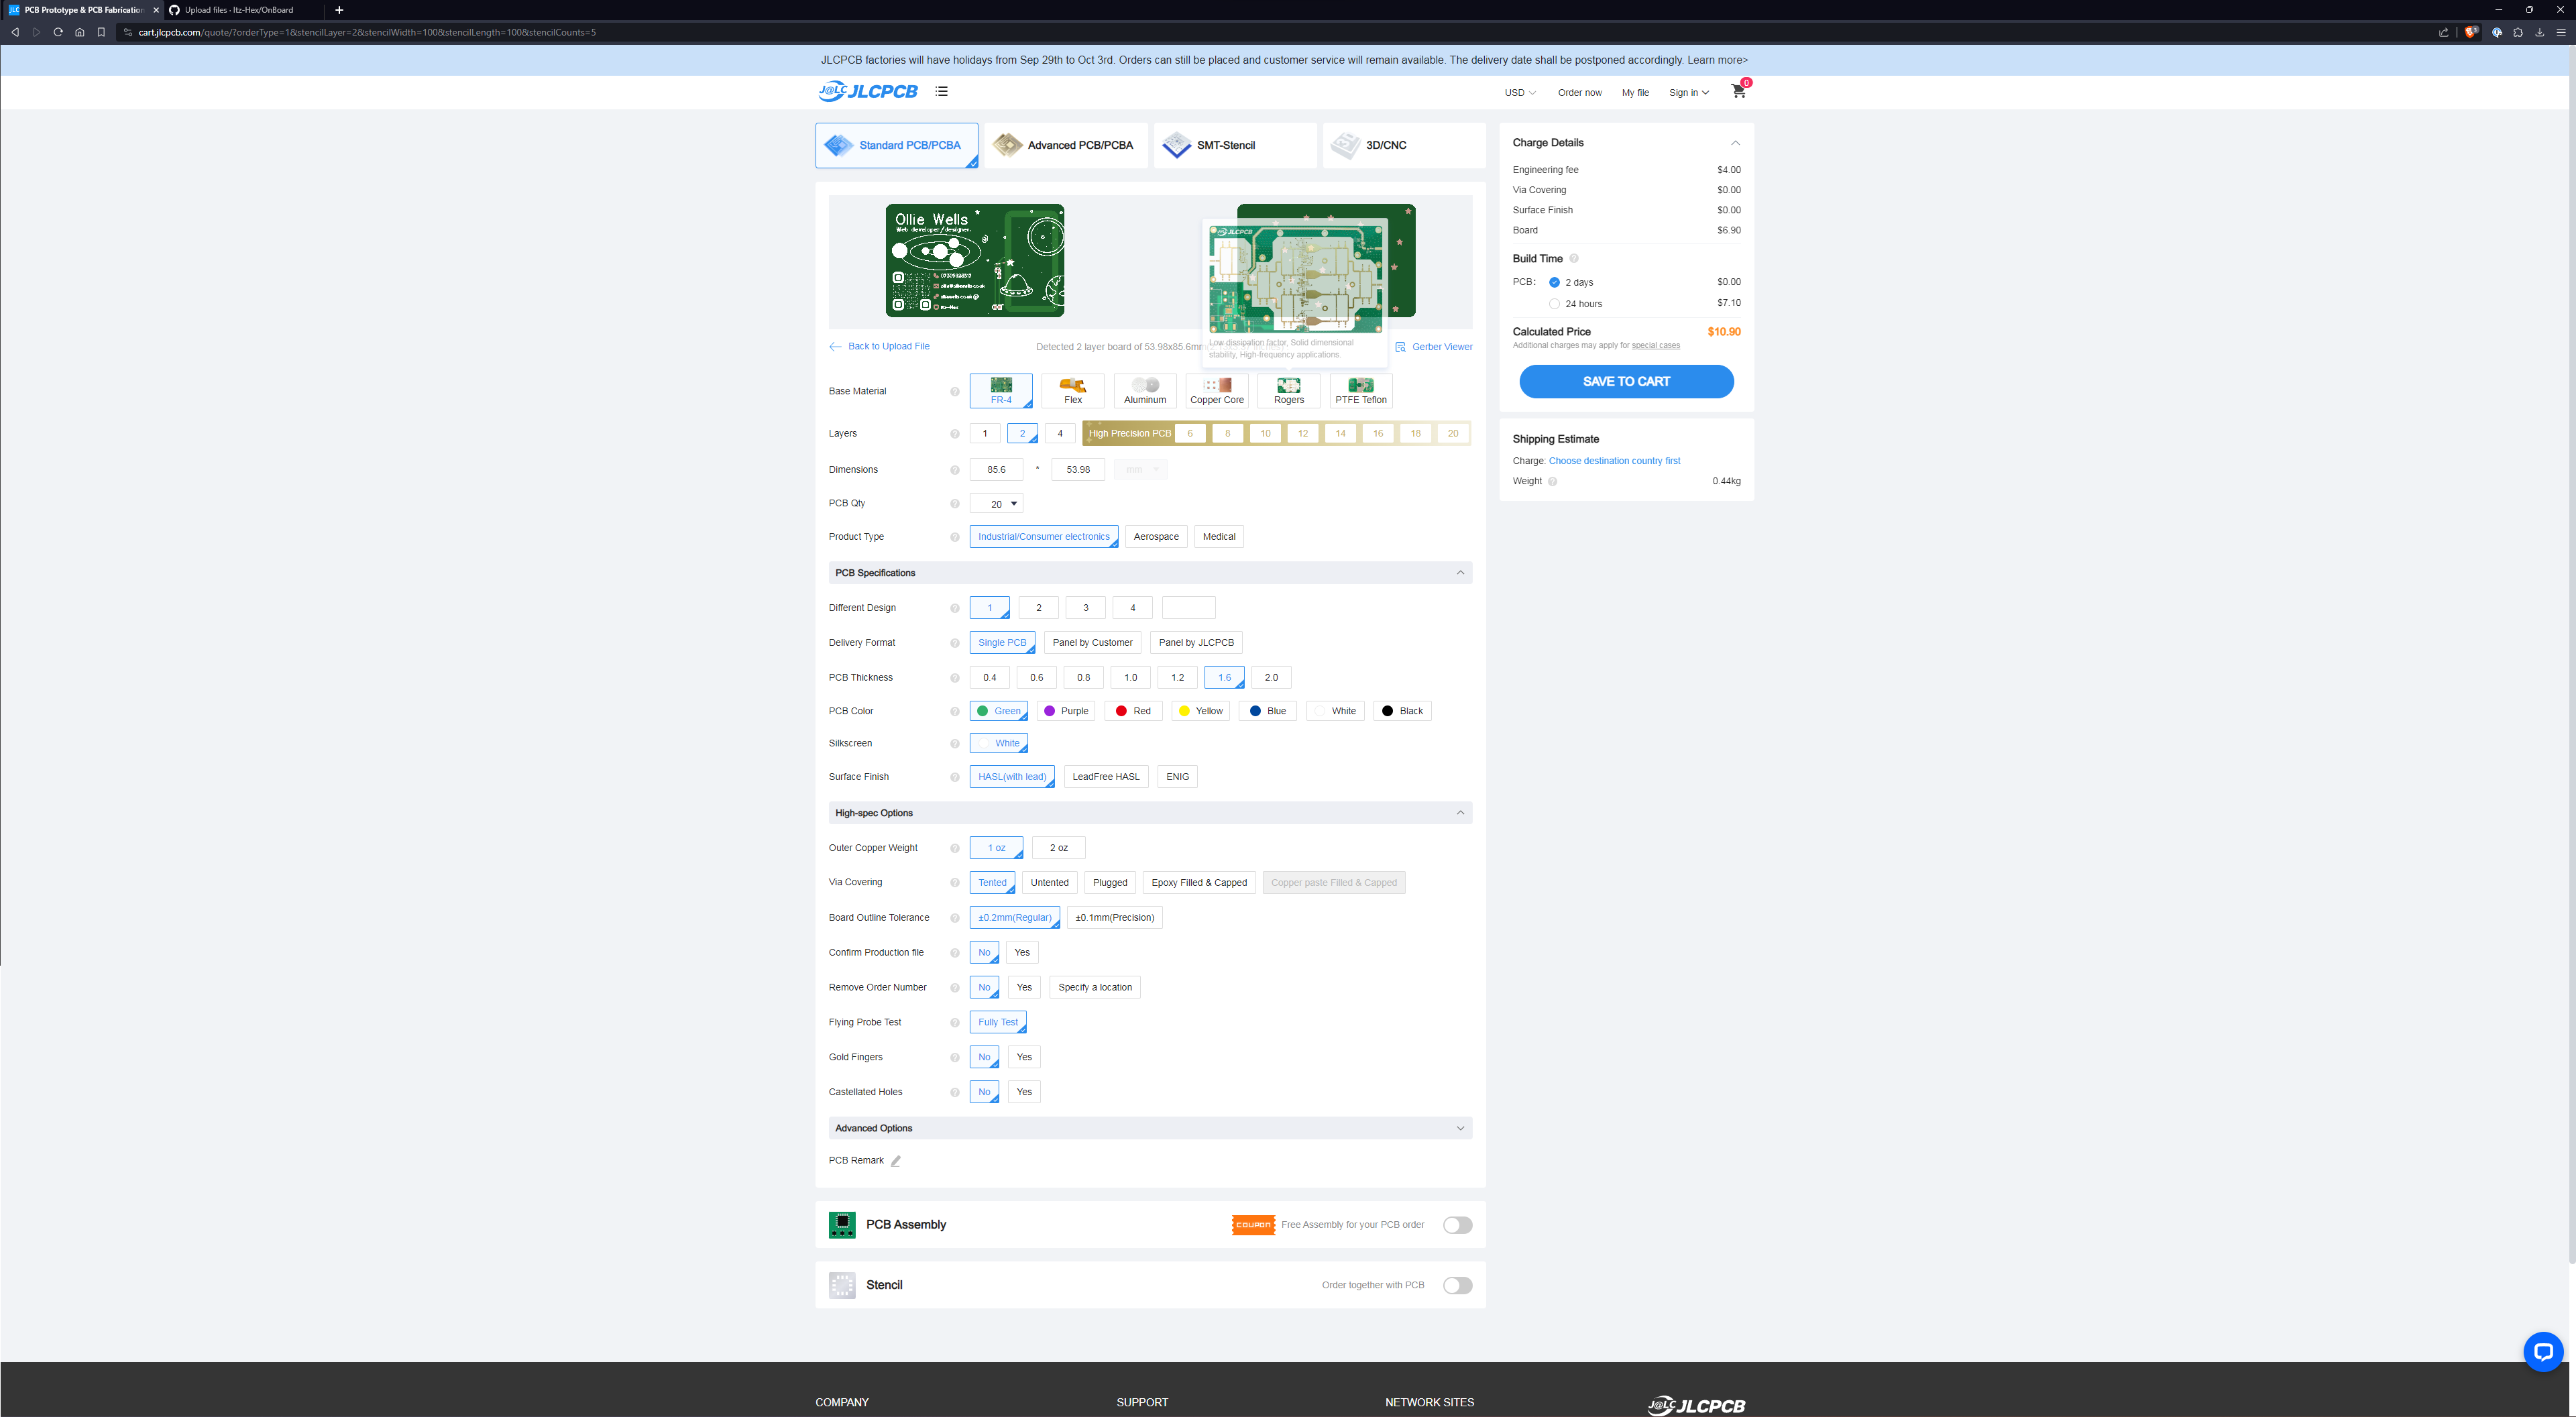 PCB Prototype & PCB Fabrication
Upload files · Itz-Hex/OnBoard
cart.jlcpcb.com/quote/?orderType=1&stencilLayer=2&stencilWidth=100&stencilLength=100&stencilCounts=5
JLCPCB factories will have holidays from Sep 29th to Oct 3rd. Orders can still be placed and customer service will remain available. The delivery date shall be postponed accordingly. Learn more>
J@LC JLCPCB
USD Order now My file Sign in 0
Standard PCB/PCBA Advanced PCB/PCBA SMT-Stencil 3D/CNC
Ollie Wells
Web developer/designer.
JLCPCB
Low dissipation factor, Solid dimensional
stability, High-frequency applications.
Back to Upload File Detected 2 layer board of 53.98x85.6mm Gerber Viewer
Base Material FR-4 Flex Aluminum Copper Core Rogers PTFE Teflon
Layers 1 2 4 High Precision PCB 6 8 10 12 14 16 18 20
Dimensions 85.6 * 53.98 mm
PCB Qty 20
Product Type Industrial/Consumer electronics Aerospace Medical
PCB Specifications
Different Design 1 2 3 4
Delivery Format Single PCB Panel by Customer Panel by JLCPCB
PCB Thickness 0.4 0.6 0.8 1.0 1.2 1.6 2.0
PCB Color Green Purple Red Yellow Blue White Black
Silkscreen White
Surface Finish HASL(with lead) LeadFree HASL ENIG
High-spec Options
Outer Copper Weight 1 oz 2 oz
Via Covering Tented Untented Plugged Epoxy Filled & Capped Copper paste Filled & Capped
Board Outline Tolerance ±0.2mm(Regular) ±0.1mm(Precision)
Confirm Production file No Yes
Remove Order Number No Yes Specify a location
Flying Probe Test Fully Test
Gold Fingers No Yes
Castellated Holes No Yes
Advanced Options
PCB Remark
PCB Assembly coupon Free Assembly for your PCB order
Stencil Order together with PCB
Charge Details
Engineering fee $4.00
Via Covering $0.00
Surface Finish $0.00
Board $6.90
Build Time
PCB: 2 days $0.00
24 hours $7.10
Calculated Price $10.90
Additional charges may apply for special cases
SAVE TO CART
Shipping Estimate
Charge: Choose destination country first
Weight 0.44kg
COMPANY SUPPORT NETWORK SITES J@LC JLCPCB